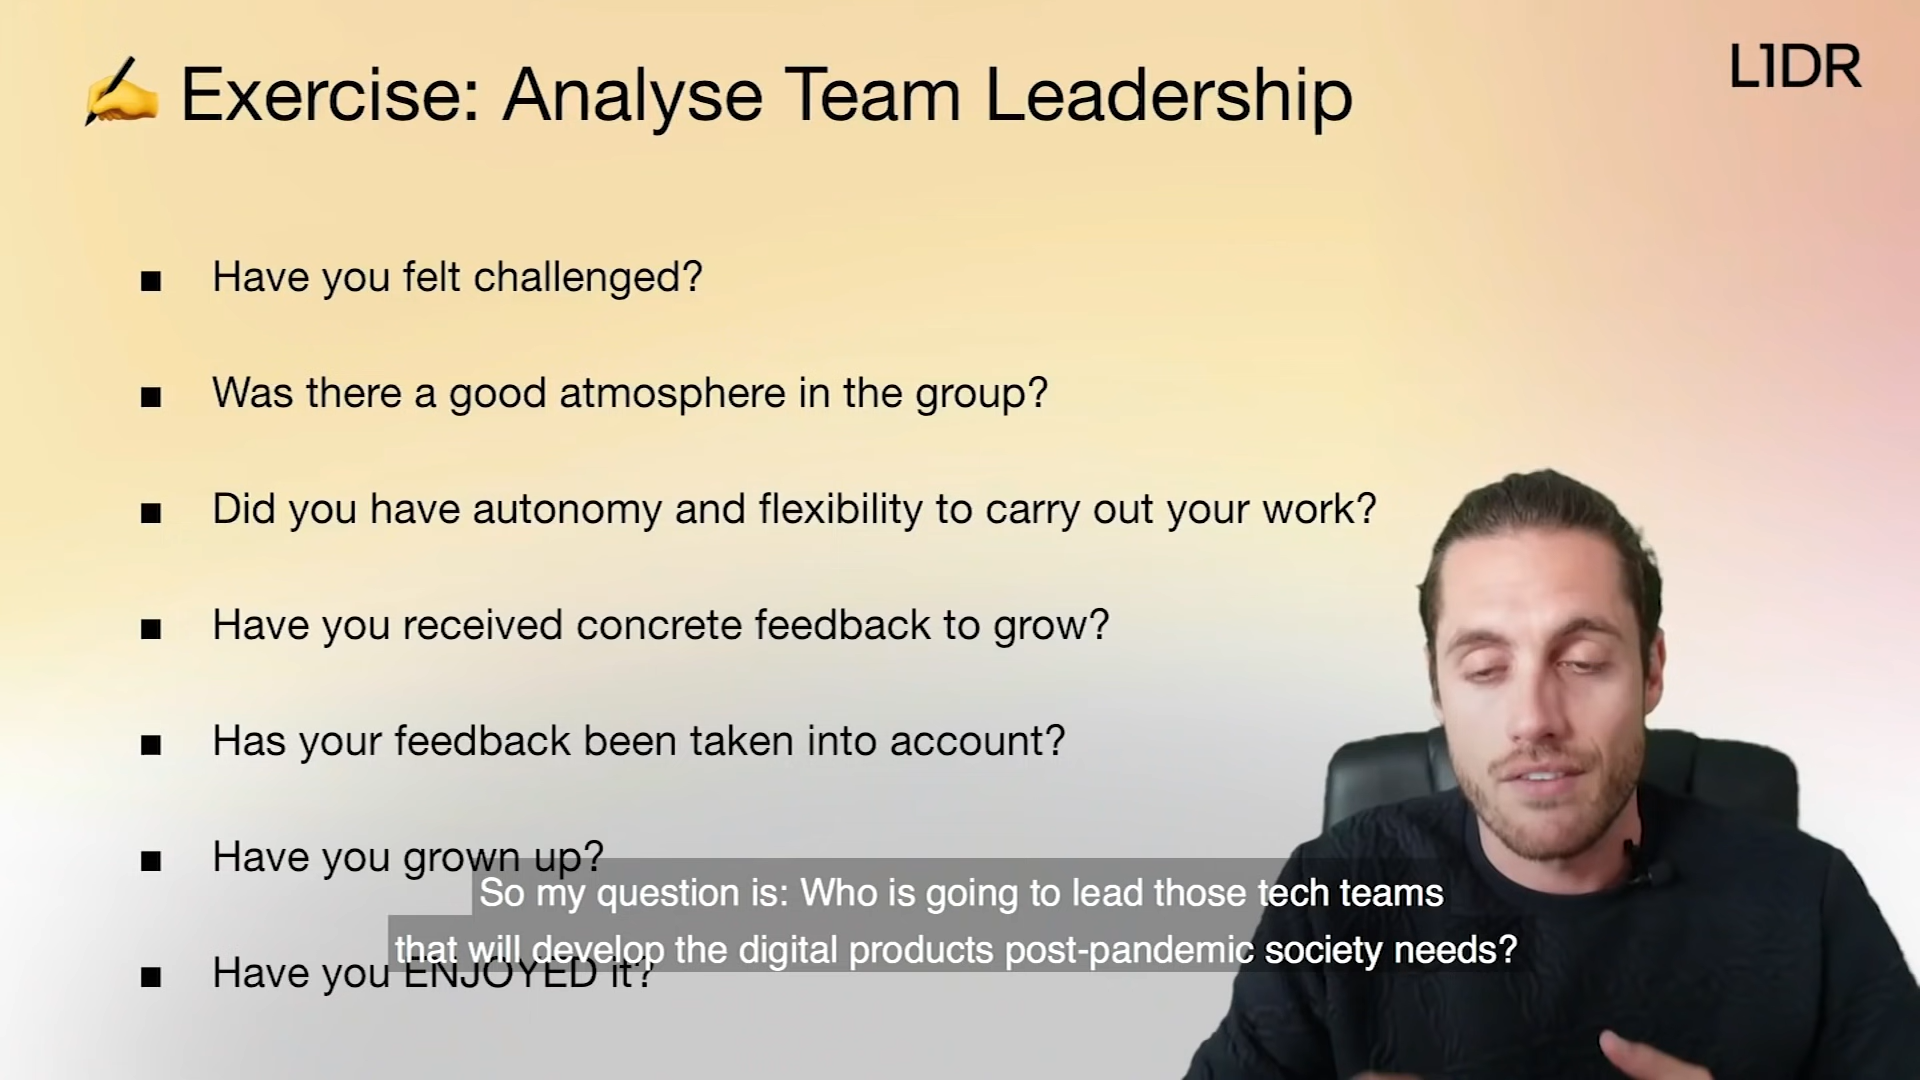 Exercise: Analyse Team Leadership
L1DR
Have you felt challenged?
Was there a good atmosphere in the group?
Did you have autonomy and flexibility to carry out your work?
Have you received concrete feedback to grow?
Has your feedback been taken into account?
Have you grown up?
So my question is: Who is going to lead those tech teams
that will develop the digital products post-pandemic society needs?
Have you ENJOYED it?